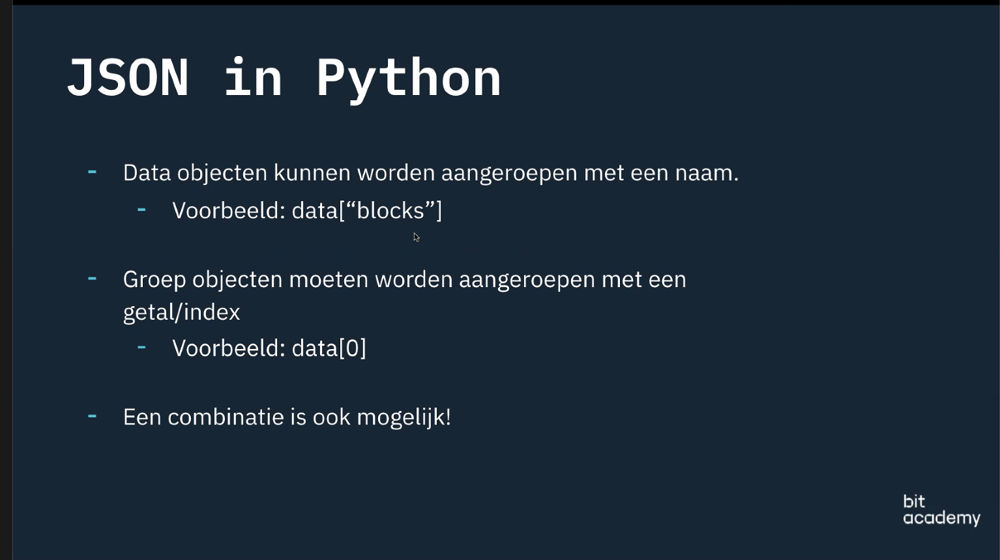 JSON in Python
- Data objecten kunnen worden aangeroepen met een naam.
- Voorbeeld: data[“blocks”]
- Groep objecten moeten worden aangeroepen met een
getal/index
- Voorbeeld: data[0]
- Een combinatie is ook mogelijk!
bit
academy